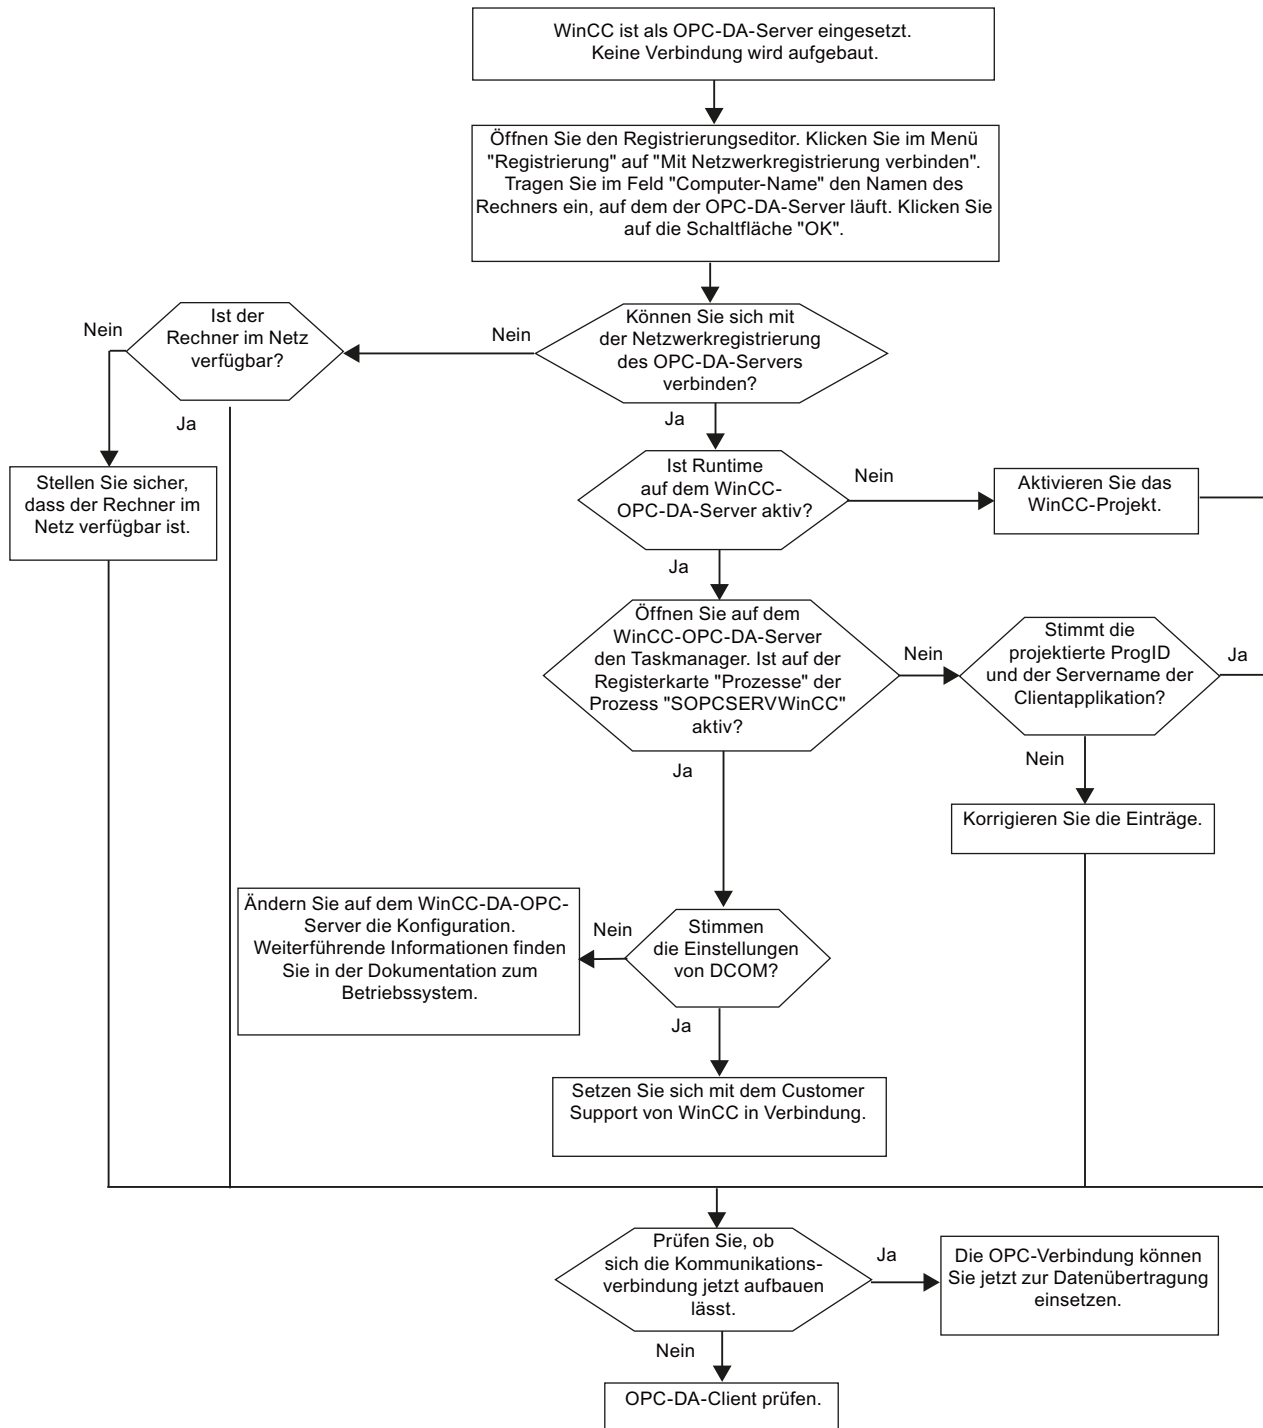 WinCC ist als OPC-DA-Server eingesetzt.
Keine Verbindung wird aufgebaut.
Öffnen Sie den Registrierungseditor. Klicken Sie im Menü
"Registrierung" auf "Mit Netzwerkregistrierung verbinden".
Tragen Sie im Feld "Computer-Name" den Namen des
Rechners ein, auf dem der OPC-DA-Server läuft. Klicken Sie
auf die Schaltfläche "OK".
Nein
Ist der
Rechner im Netz
verfügbar?
Nein
Können Sie sich mit
der Netzwerkregistrierung
des OPC-DA-Servers
verbinden?
Ja
Ja
Stellen Sie sicher,
dass der Rechner im
Netz verfügbar ist.
Ist Runtime
auf dem WinCC-
OPC-DA-Server aktiv?
Nein
Aktivieren Sie das
WinCC-Projekt.
Ja
Öffnen Sie auf dem
WinCC-OPC-DA-Server
den Taskmanager. Ist auf der
Registerkarte "Prozesse" der
Prozess "SOPCSERVWinCC"
aktiv?
Nein
Stimmt die
projektierte ProgID
und der Servername der
Clientapplikation?
Ja
Ja
Nein
Korrigieren Sie die Einträge.
Ändern Sie auf dem WinCC-DA-OPC-
Server die Konfiguration.
Weiterführende Informationen finden
Sie in der Dokumentation zum
Betriebssystem.
Nein
Stimmen
die Einstellungen
von DCOM?
Ja
Setzen Sie sich mit dem Customer
Support von WinCC in Verbindung.
Prüfen Sie, ob
sich die Kommunikations-
verbindung jetzt aufbauen
lässt.
Ja
Die OPC-Verbindung können
Sie jetzt zur Datenübertragung
einsetzen.
Nein
OPC-DA-Client prüfen.